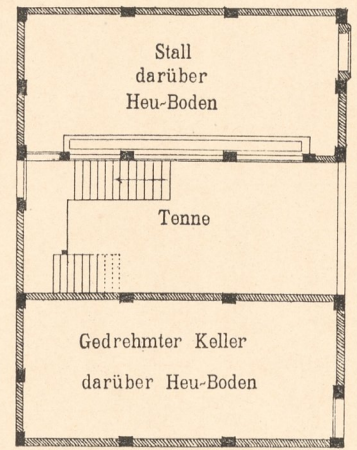 Stall
darüber
Heu-Boden
Tenne
Gedrehmter Keller
darüber Heu-Boden